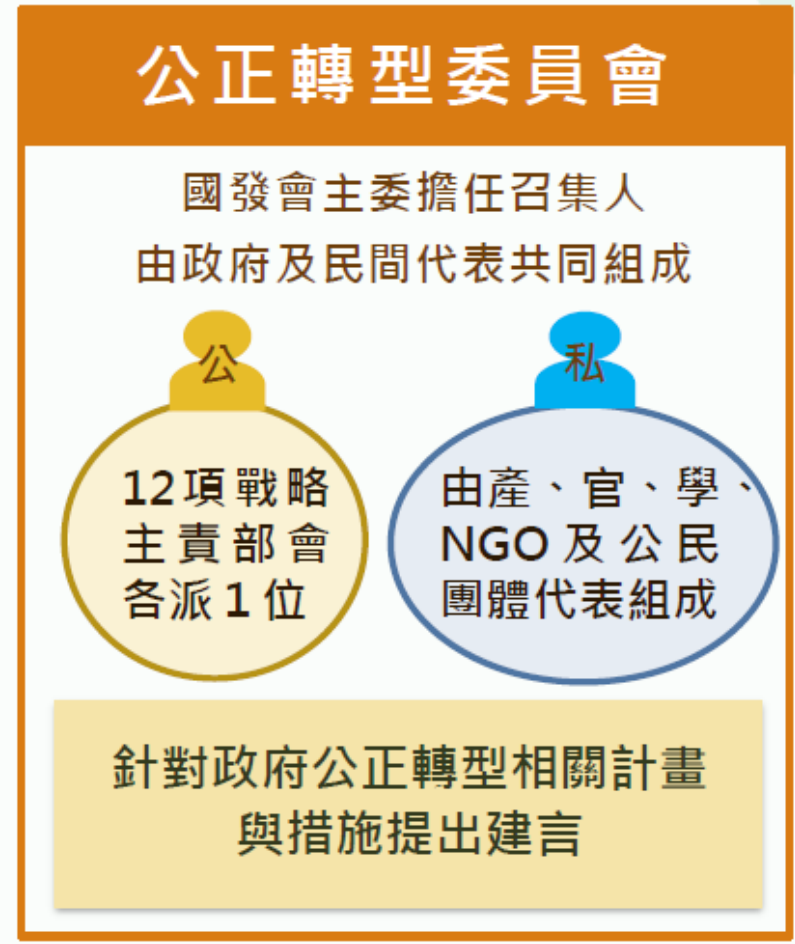 公正轉型委員會
國發會主委擔任召集人
由政府及民間代表共同組成
公
私
12項戰略
主責部會
各派1位
由產、官、學、
NGO及公民
團體代表組成
針對政府公正轉型相關計畫
與措施提出建言